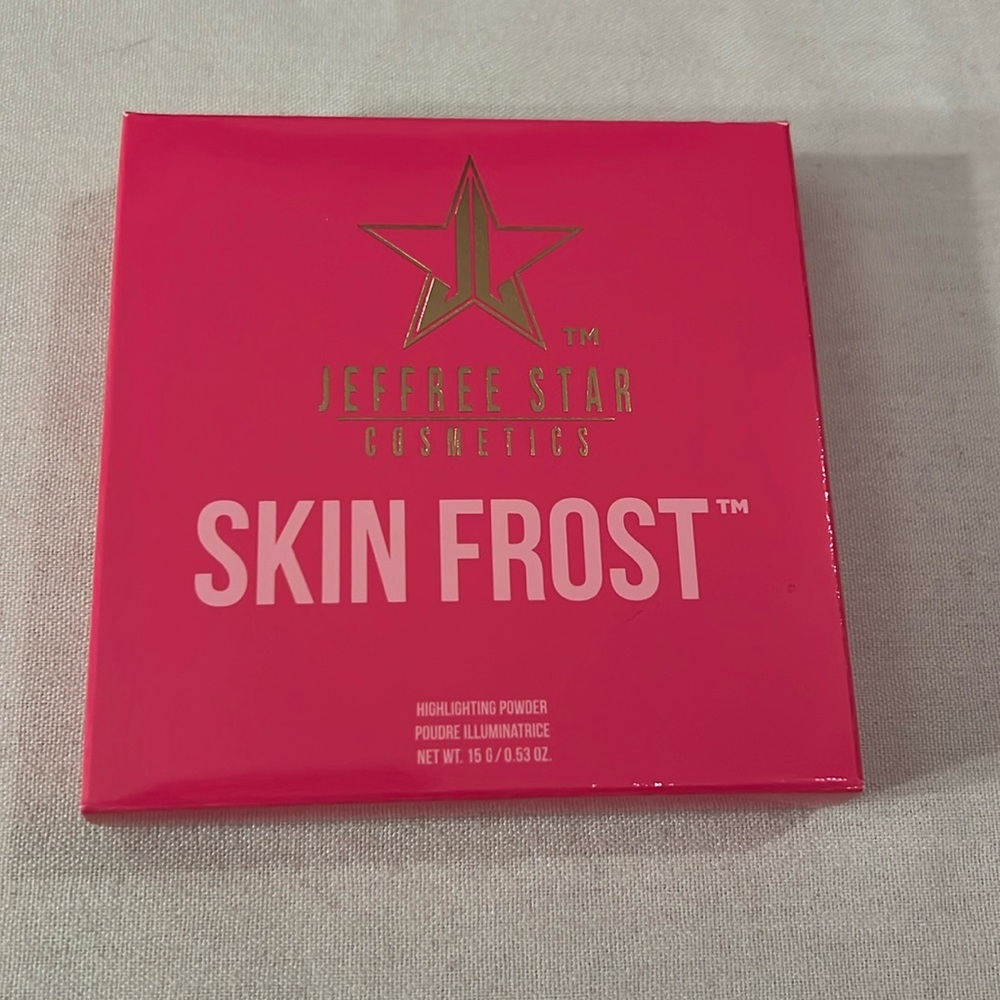 TM
JEFFREE STAR
COSMETICS
SKIN FROST™
HIGHLIGHTING POWDER
POUDRE ILLUMINATRICE
NET WT. 15 G / 0.53 OZ.